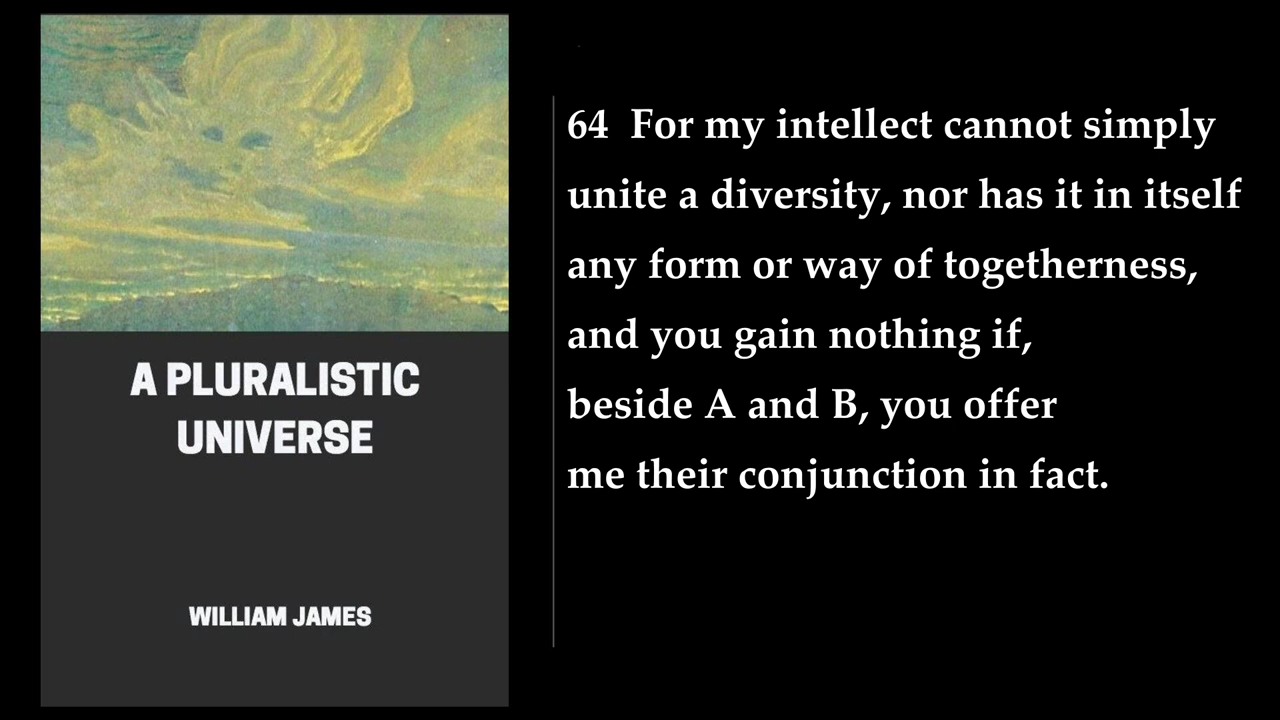 A PLURALISTIC
UNIVERSE
WILLIAM JAMES
64 For my intellect cannot simply
unite a diversity, nor has it in itself
any form or way of togetherness,
and you gain nothing if,
beside A and B, you offer
me their conjunction in fact.